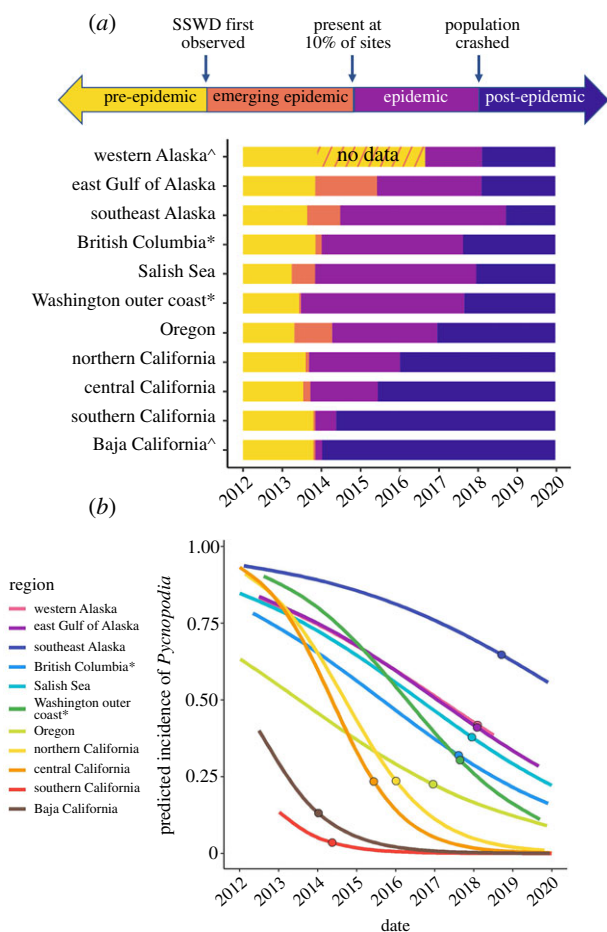 (a)
SSWD first
observed
present at
10% of sites
population
crashed
pre-epidemic
emerging epidemic
epidemic
post-epidemic
western Alaska^
no data
east Gulf of Alaska
southeast Alaska
British Columbia*
Salish Sea
Washington outer coast*
Oregon
northern California
central California
southern California
Baja California^
2012 2013 2014 2015 2016 2017 2018 2019 2020
(b)
region
western Alaska
east Gulf of Alaska
southeast Alaska
British Columbia*
Salish Sea
Washington outer
coast*
Oregon
northern California
central California
southern California
Baja California
predicted incidence of Pycnopodia
1.00
0.75
0.50
0.25
0
2012 2013 2014 2015 2016 2017 2018 2019 2020
date